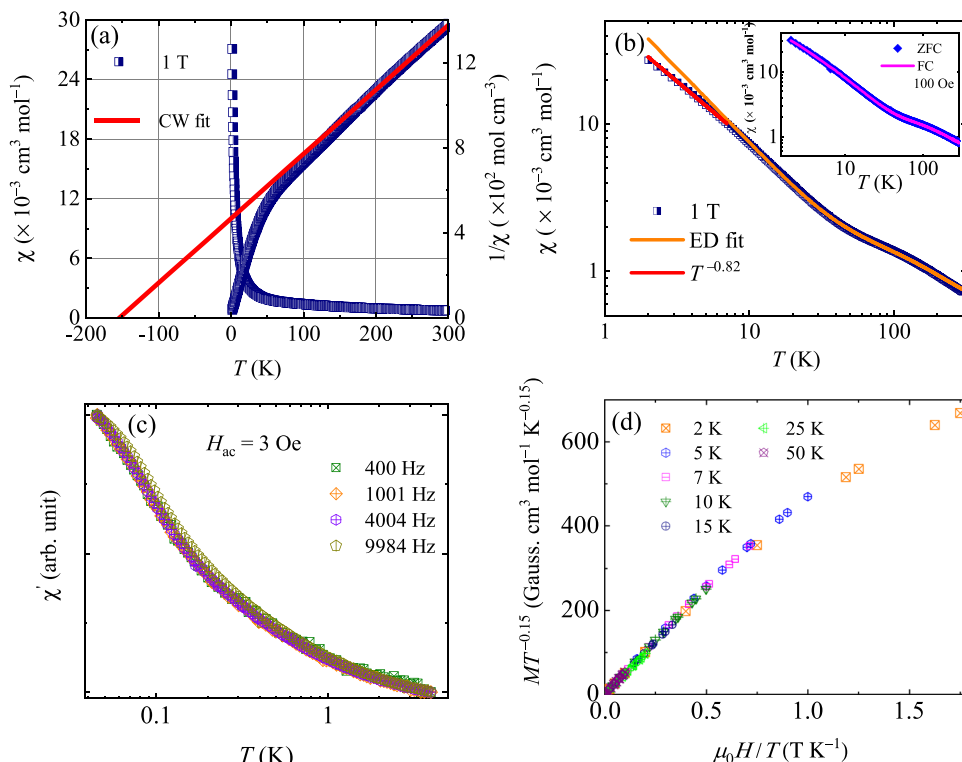 (a)
1 T
CW fit
30
24
18
12
6
0
χ (× 10⁻³ cm³ mol⁻¹)
12
8
4
0
1/χ (×10² mol cm⁻³)
-200 -100 0 100 200 300
T (K)
(b)
1 T
ED fit
T⁻⁰·⁸²
10
1
χ (× 10⁻³ cm³ mol⁻¹)
1 10 100
T (K)
ZFC
FC
100 Oe
10
1
χ (× 10⁻³ cm³ mol⁻¹)
10 100
T (K)
(c)
H_ac = 3 Oe
400 Hz
1001 Hz
4004 Hz
9984 Hz
χ' (arb. unit)
0.1 1
T (K)
(d)
2 K
5 K
7 K
10 K
15 K
25 K
50 K
600
400
200
0
MT⁻⁰·¹⁵ (Gauss. cm³ mol⁻¹ K⁻⁰·¹⁵)
0.0 0.5 1.0 1.5
μ₀H/T (T K⁻¹)